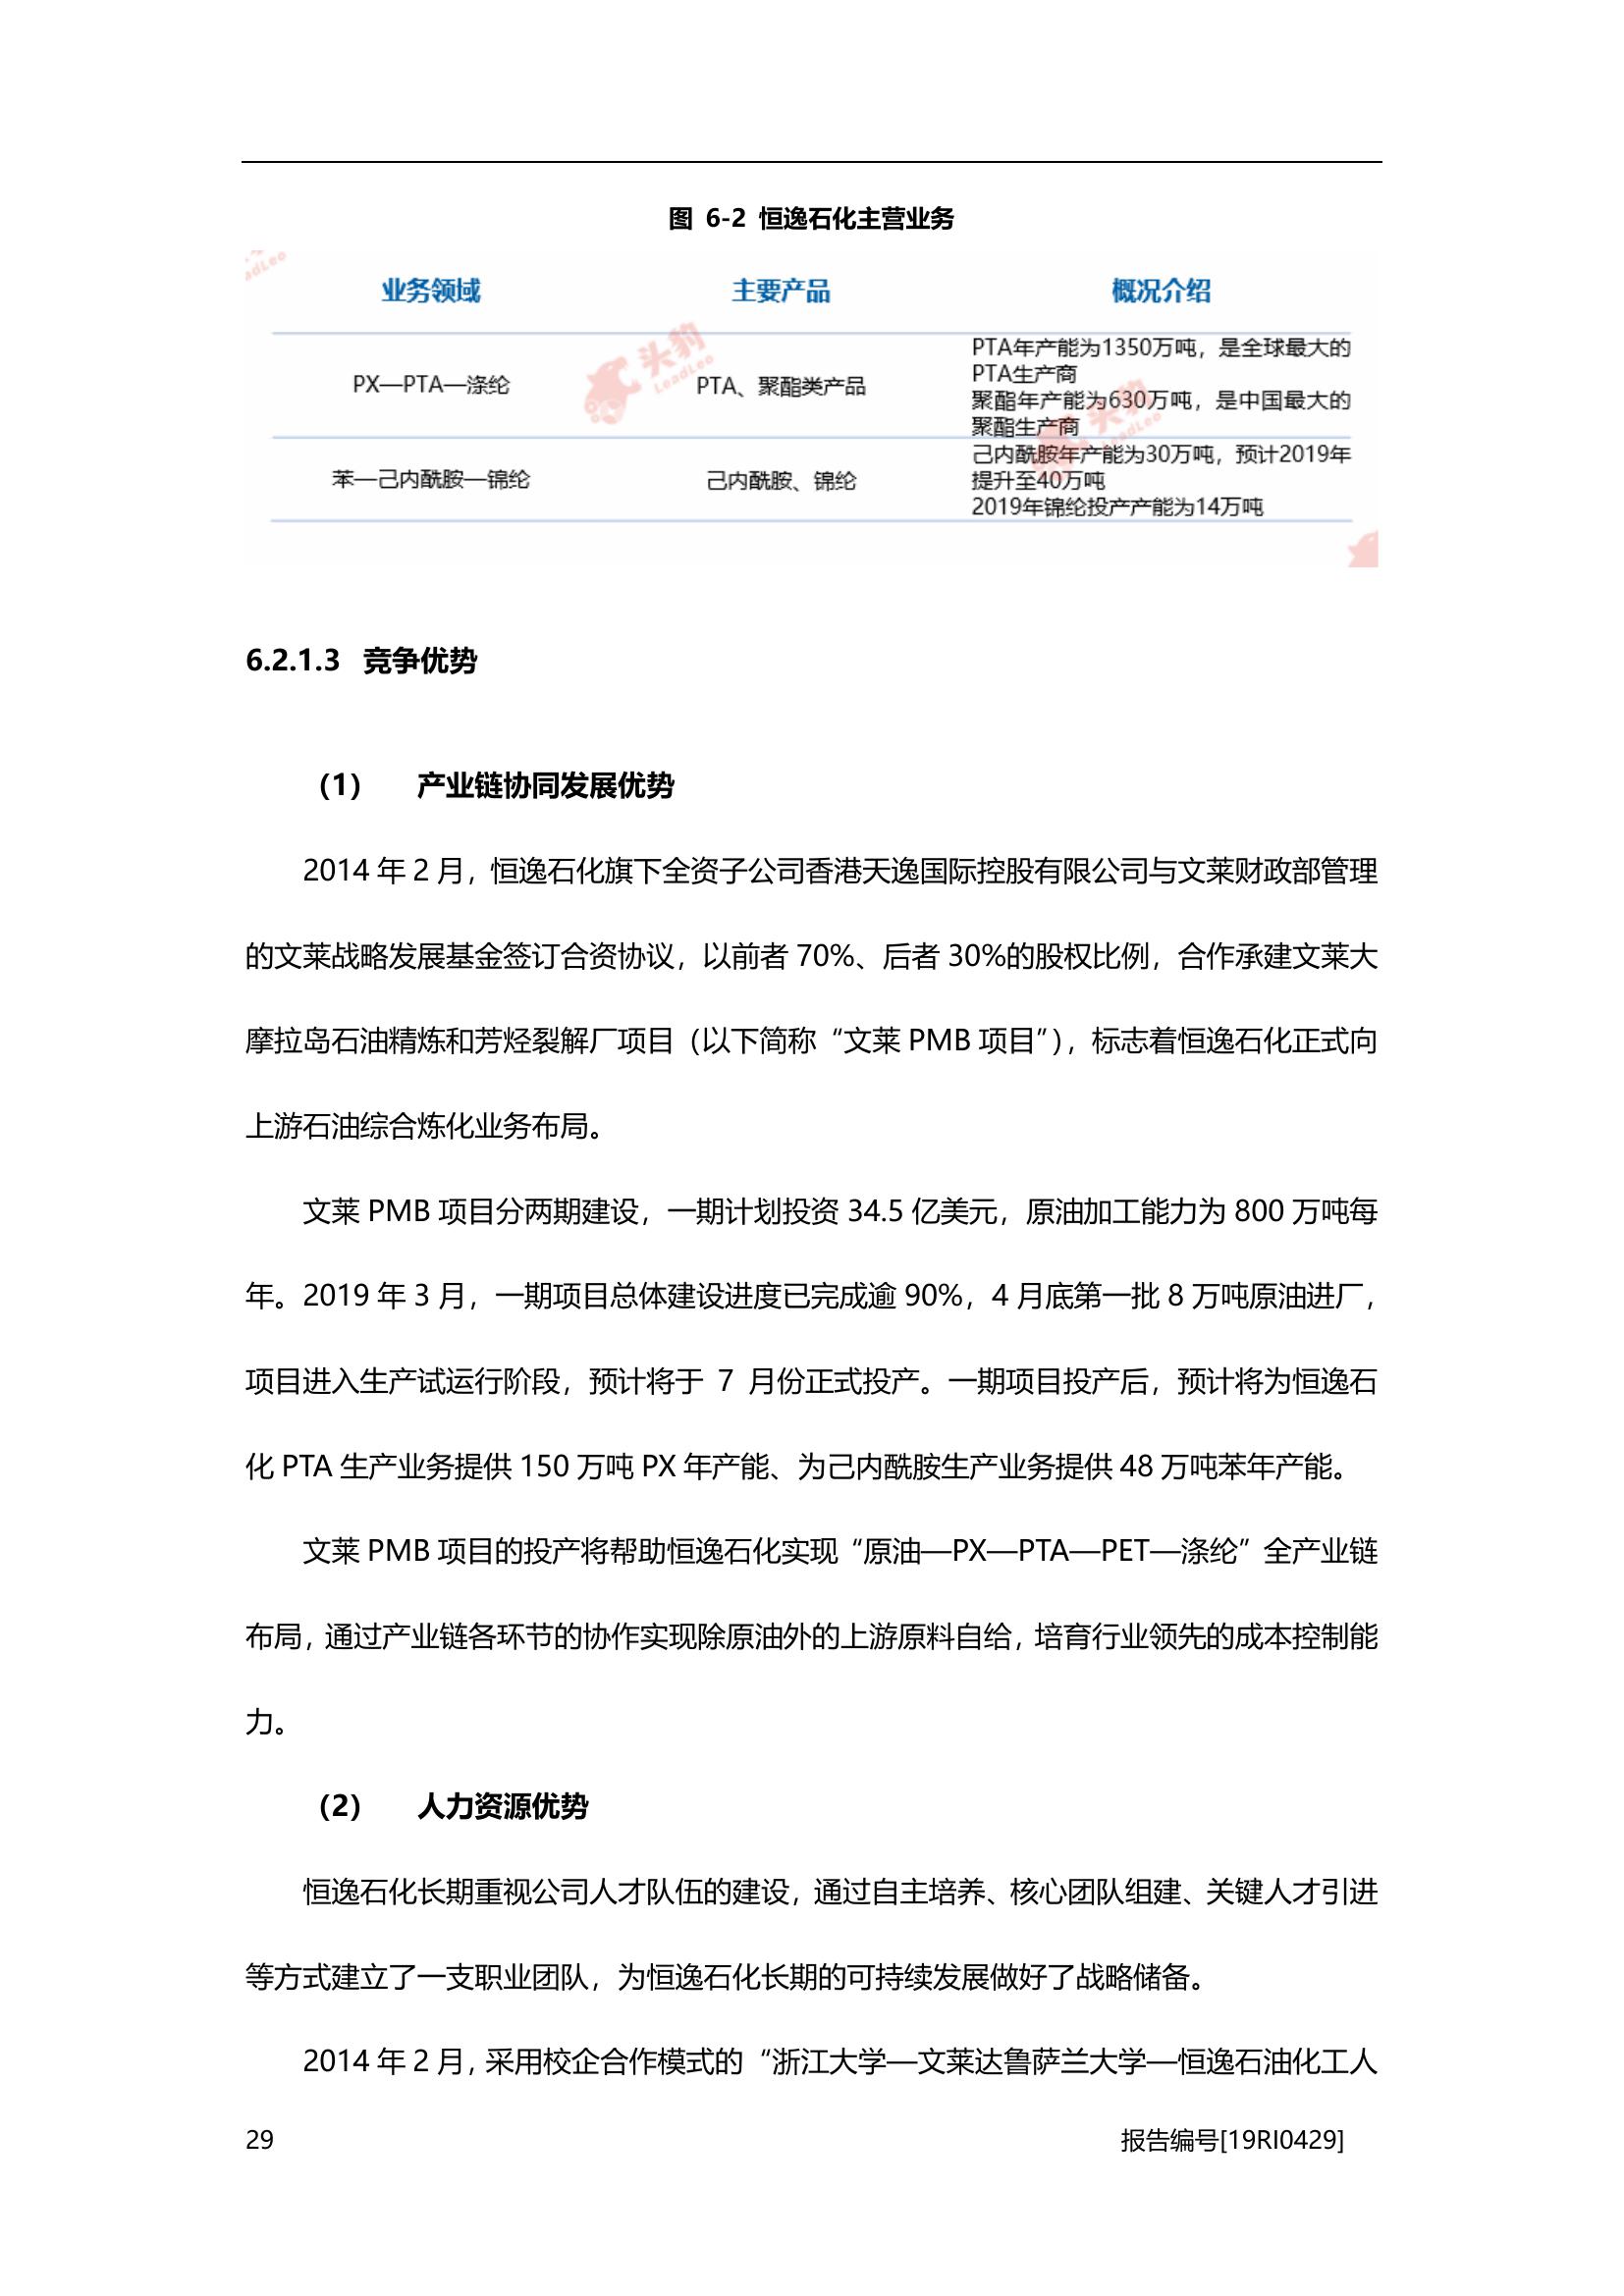 图 6-2 恒逸石化主营业务
业务领域 主要产品 概况介绍
PX—PTA—涤纶 PTA、聚酯类产品 PTA年产能为1350万吨，是全球最大的
PTA生产商
聚酯年产能为630万吨，是中国最大的
聚酯生产商
苯—己内酰胺—锦纶 己内酰胺、锦纶 己内酰胺年产能为30万吨，预计2019年
提升至40万吨
2019年锦纶投产产能为14万吨
头豹
LeadLeo
头豹
LeadLeo
6.2.1.3 竞争优势
（1） 产业链协同发展优势
2014 年 2 月，恒逸石化旗下全资子公司香港天逸国际控股有限公司与文莱财政部管理
的文莱战略发展基金签订合资协议，以前者 70%、后者 30%的股权比例，合作承建文莱大
摩拉岛石油精炼和芳烃裂解厂项目（以下简称“文莱 PMB 项目”），标志着恒逸石化正式向
上游石油综合炼化业务布局。
文莱 PMB 项目分两期建设，一期计划投资 34.5 亿美元，原油加工能力为 800 万吨每
年。2019 年 3 月，一期项目总体建设进度已完成逾 90%，4 月底第一批 8 万吨原油进厂，
项目进入生产试运行阶段，预计将于 7 月份正式投产。一期项目投产后，预计将为恒逸石
化 PTA 生产业务提供 150 万吨 PX 年产能、为己内酰胺生产业务提供 48 万吨苯年产能。
文莱 PMB 项目的投产将帮助恒逸石化实现“原油—PX—PTA—PET—涤纶”全产业链
布局，通过产业链各环节的协作实现除原油外的上游原料自给，培育行业领先的成本控制能
力。
（2） 人力资源优势
恒逸石化长期重视公司人才队伍的建设，通过自主培养、核心团队组建、关键人才引进
等方式建立了一支职业团队，为恒逸石化长期的可持续发展做好了战略储备。
2014 年 2 月，采用校企合作模式的“浙江大学—文莱达鲁萨兰大学—恒逸石油化工人
29 报告编号[19RI0429]